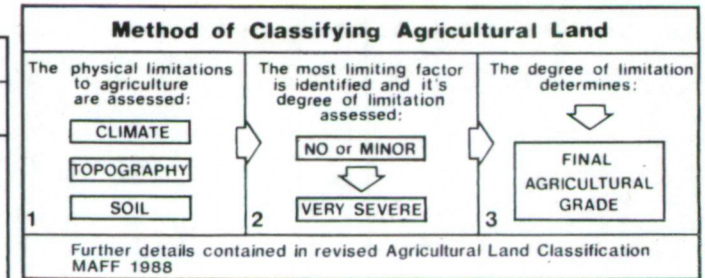 Method of Classifying Agricultural Land
The physical limitations
to agriculture
are assessed:
CLIMATE
TOPOGRAPHY
SOIL
1
The most limiting factor
is identified and it's
degree of limitation
assessed:
NO or MINOR
VERY SEVERE
2
The degree of limitation
determines:
FINAL
AGRICULTURAL
GRADE
3
Further details contained in revised Agricultural Land Classification
MAFF 1988